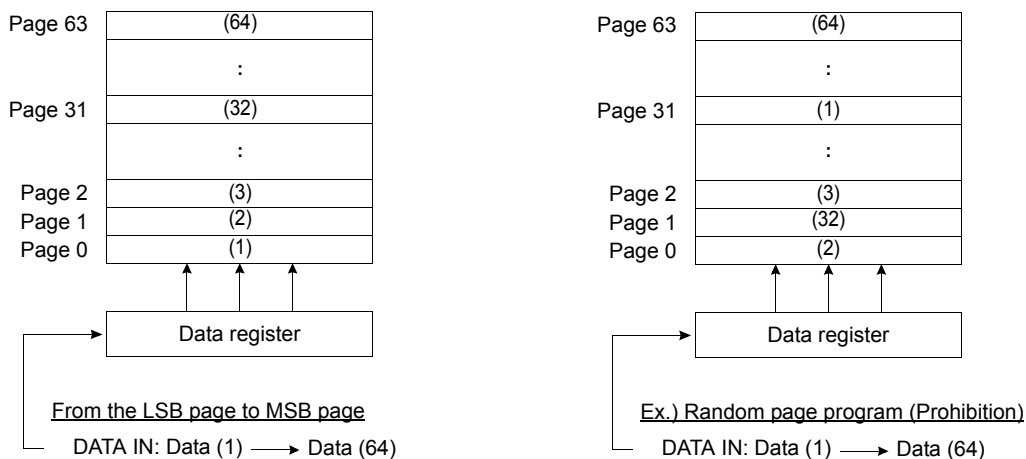 Page 63 (64)
:
Page 31 (32)
:
Page 2 (3)
Page 1 (2)
Page 0 (1)
Data register
From the LSB page to MSB page
DATA IN: Data (1) Data (64)
Page 63 (64)
:
Page 31 (1)
:
Page 2 (3)
Page 1 (32)
Page 0 (2)
Data register
Ex.) Random page program (Prohibition)
DATA IN: Data (1) Data (64)